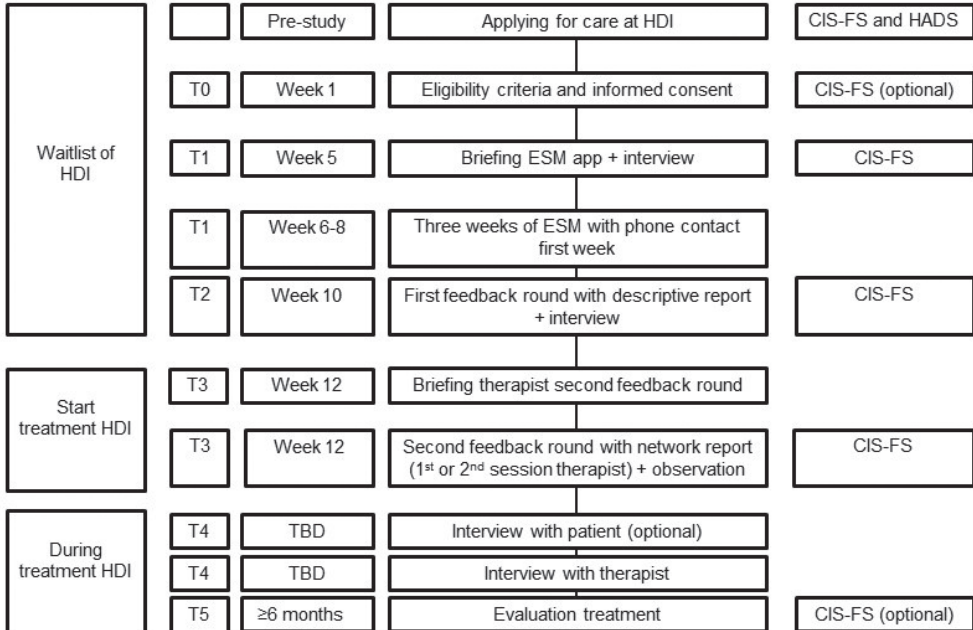 Pre-study
Applying for care at HDI
CIS-FS and HADS
T0
Week 1
Eligibility criteria and informed consent
CIS-FS (optional)
Waitlist of
HDI
T1
Week 5
Briefing ESM app + interview
CIS-FS
T1
Week 6-8
Three weeks of ESM with phone contact
first week
T2
Week 10
First feedback round with descriptive report
+ interview
CIS-FS
Start
treatment HDI
T3
Week 12
Briefing therapist second feedback round
T3
Week 12
Second feedback round with network report
(1st or 2nd session therapist) + observation
CIS-FS
During
treatment HDI
T4
TBD
Interview with patient (optional)
T4
TBD
Interview with therapist
T5
≥6 months
Evaluation treatment
CIS-FS (optional)